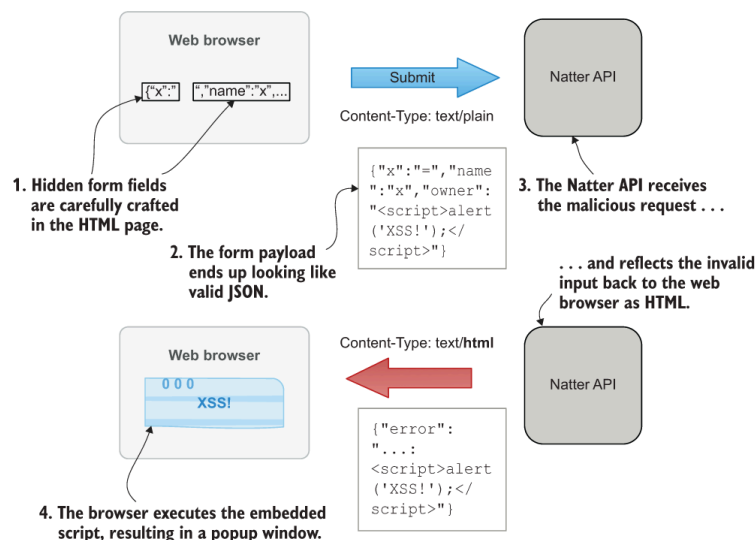 Web browser
{"x":"
","name":"x",...
Submit
Content-Type: text/plain
Natter API
1. Hidden form fields
are carefully crafted
in the HTML page.
{"x":"=","name
":"x","owner":
"<script>alert
('XSS!');</
script>"}
2. The form payload
ends up looking like
valid JSON.
3. The Natter API receives
the malicious request . . .
. . . and reflects the invalid
input back to the web
browser as HTML.
Web browser
0 0 0
XSS!
Content-Type: text/html
Natter API
{"error":
"...:
<script>alert
('XSS!');</
script>"}
4. The browser executes the embedded
script, resulting in a popup window.